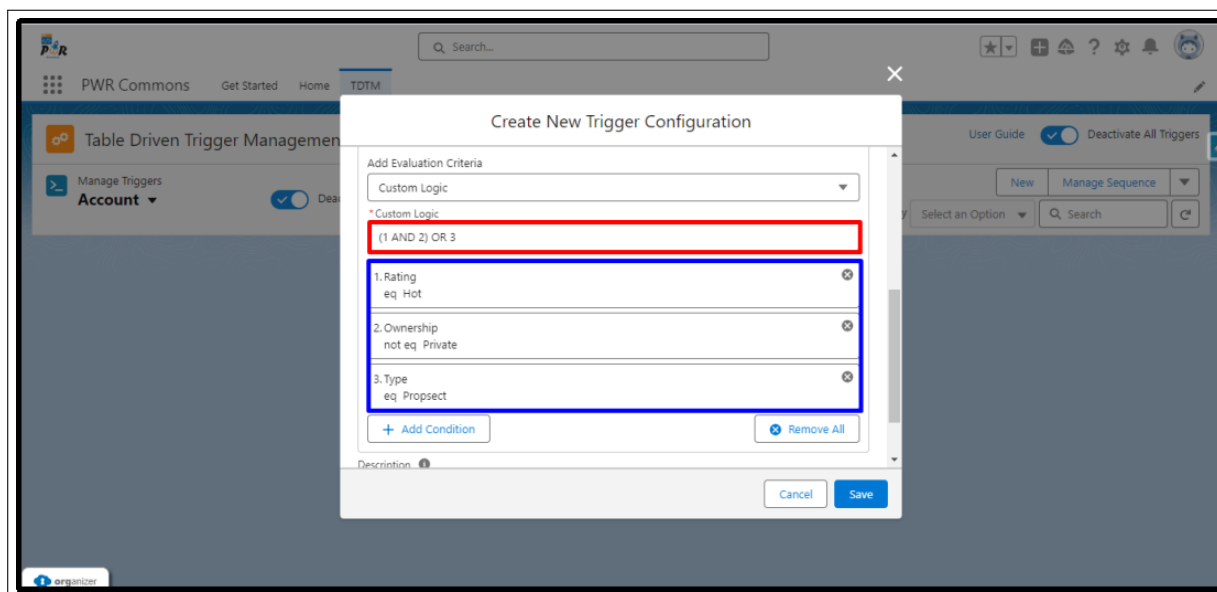 PWR
Search...
PWR Commons Get Started Home TDTM
Create New Trigger Configuration
Table Driven Trigger Managemen
User Guide Deactivate All Triggers
Manage Triggers
Account
Dea
New Manage Sequence
y Select an Option Search
Add Evaluation Criteria
Custom Logic
*Custom Logic
(1 AND 2) OR 3
1. Rating
eq Hot
2. Ownership
not eq Private
3. Type
eq Propsect
+ Add Condition Remove All
Description
Cancel Save
organizer